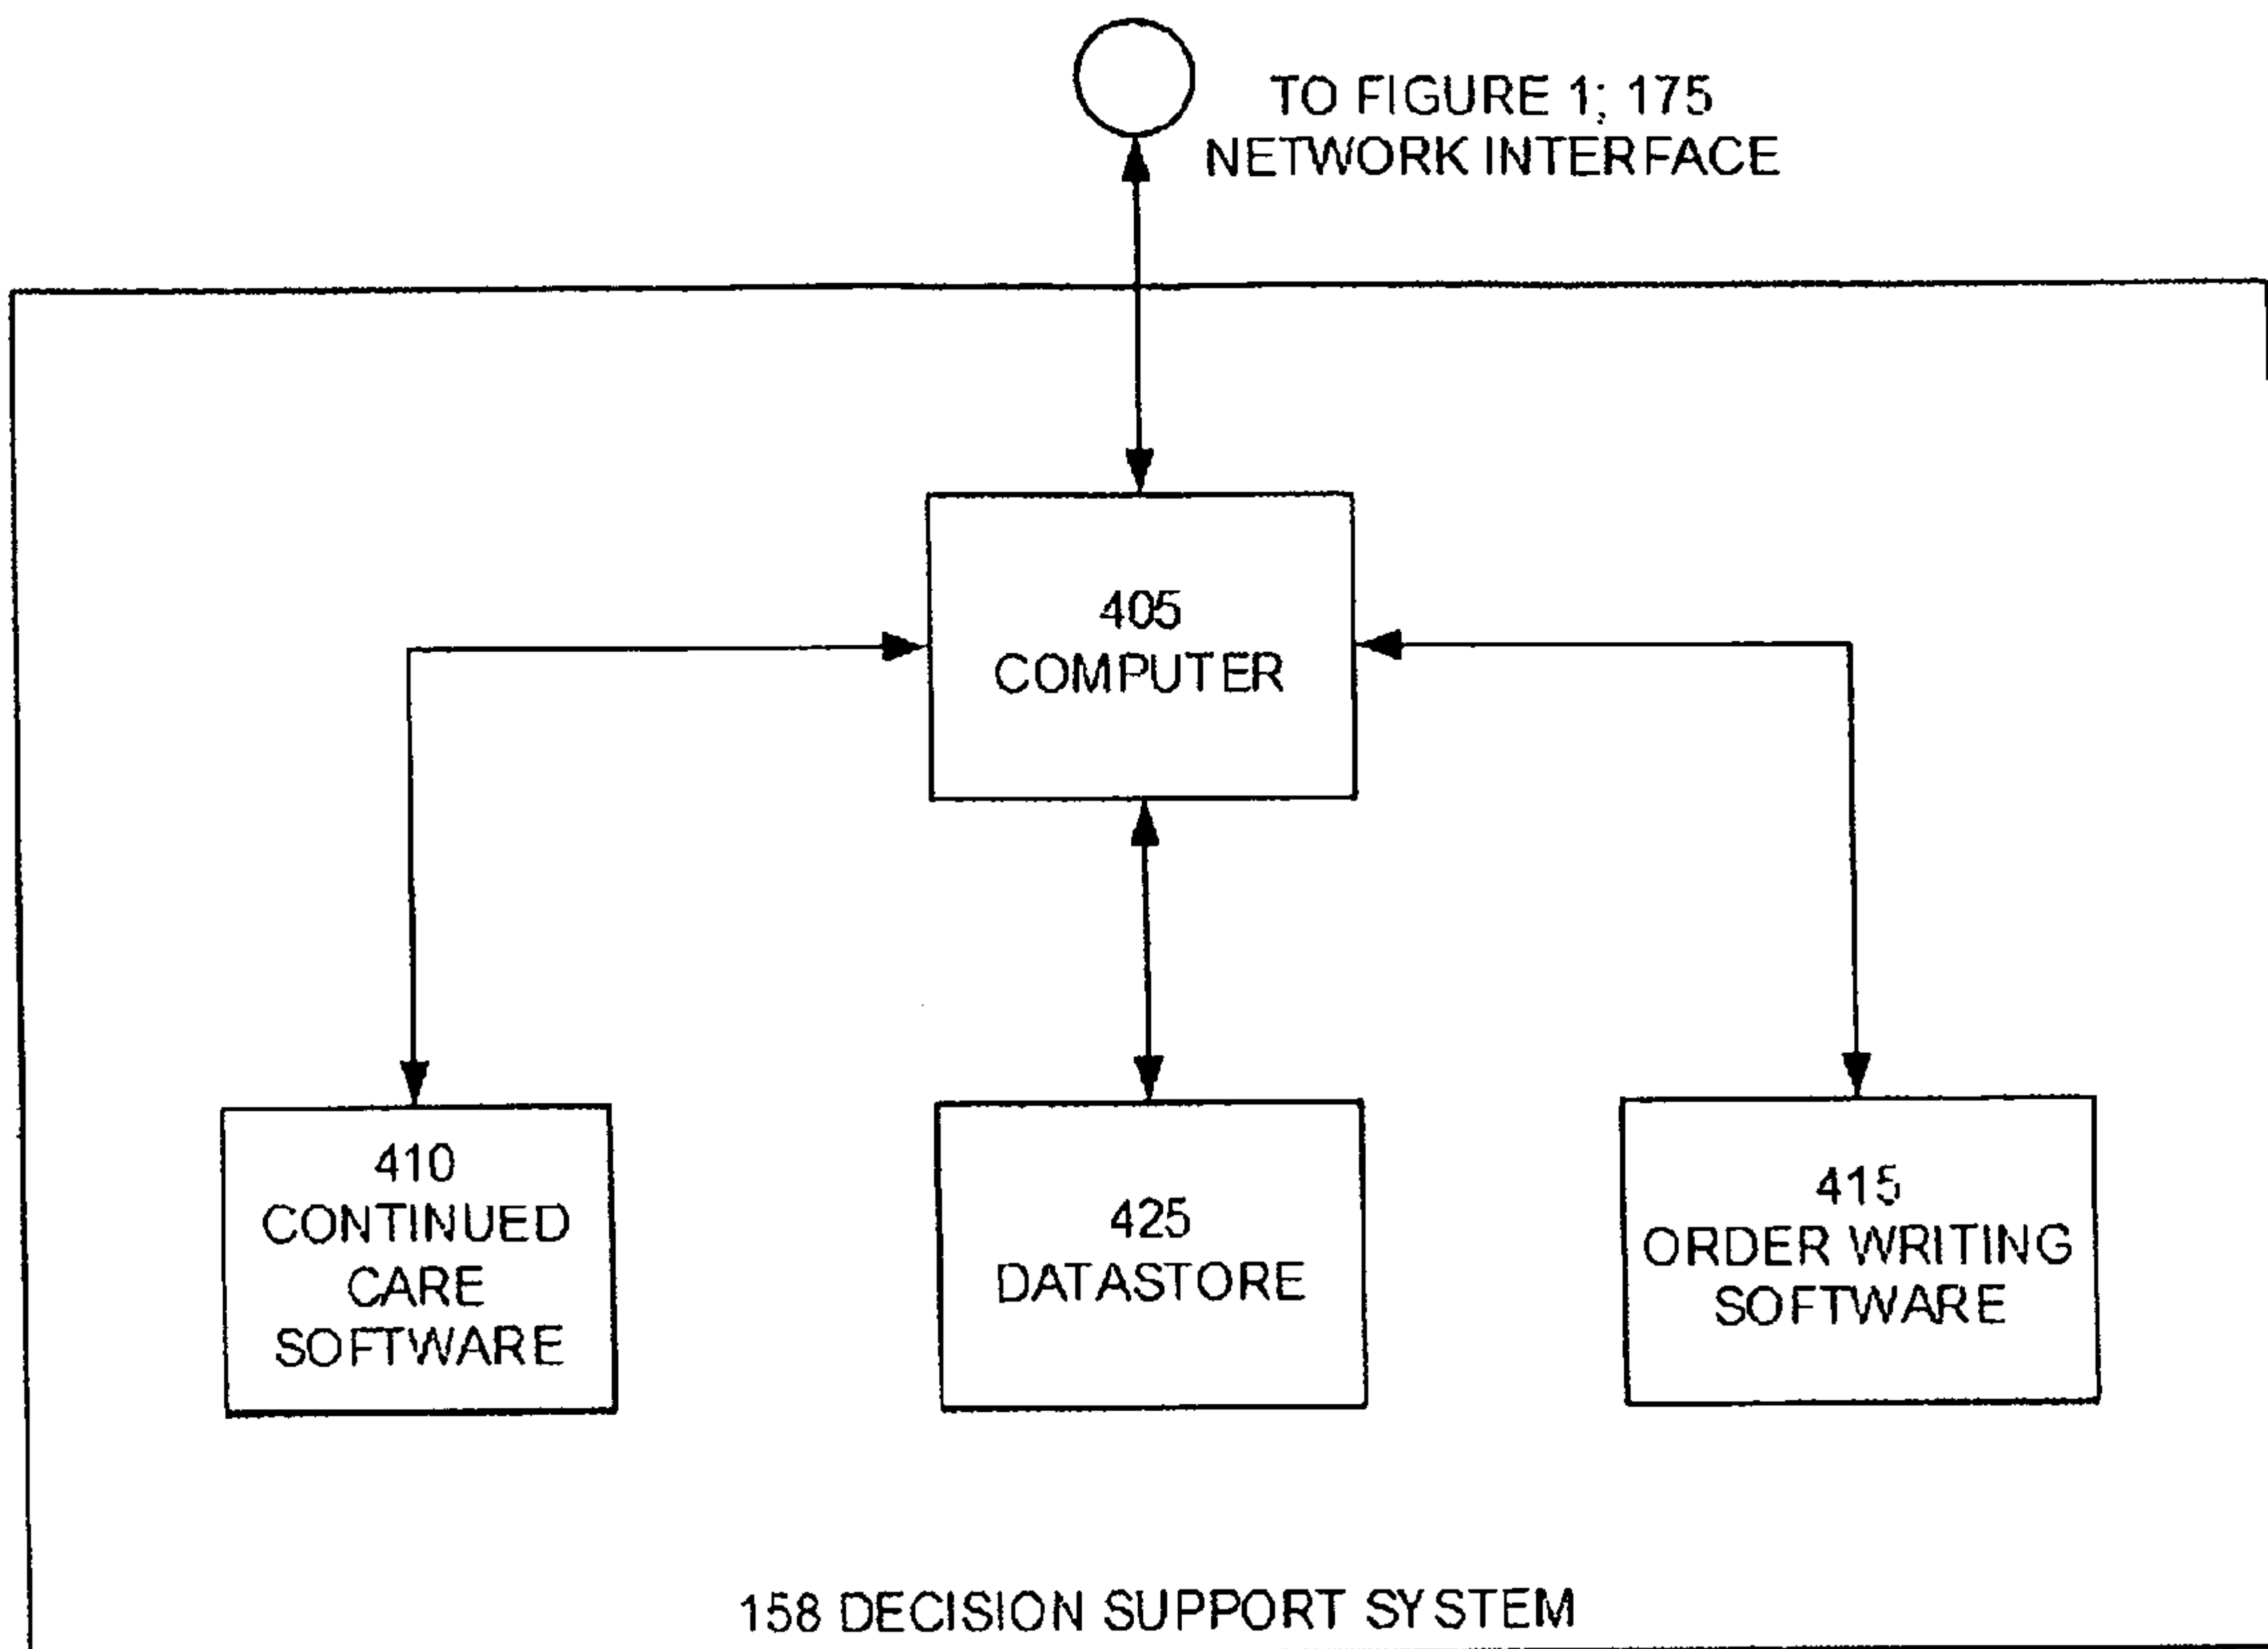 TO FIGURE 1; 175
NETWORK INTERFACE
405
COMPUTER
410
CONTINUED
CARE
SOFTWARE
425
DATASTORE
415
ORDER WRITING
SOFTWARE
158 DECISION SUPPORT SYSTEM